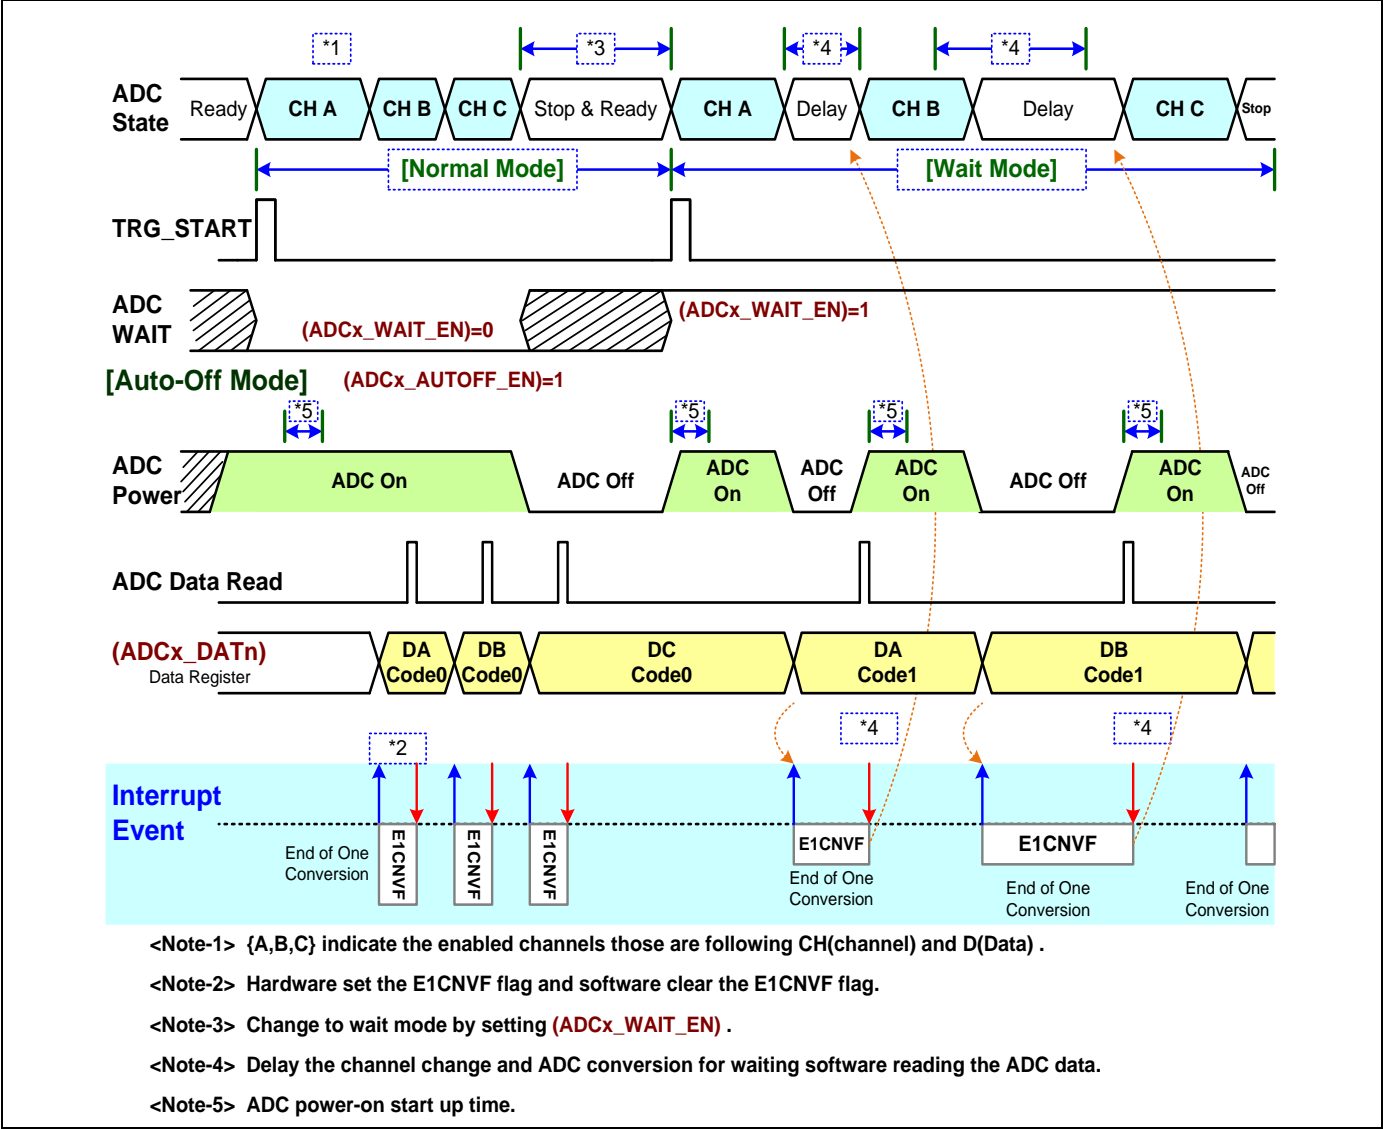 *1
*3
*4
*4
ADC
State
Ready
CH A
CH B
CH C
Stop & Ready
CH A
Delay
CH B
Delay
CH C
Stop
[Normal Mode]
[Wait Mode]
TRG_START
ADC
WAIT
(ADCx_WAIT_EN)=0
(ADCx_WAIT_EN)=1
[Auto-Off Mode]
(ADCx_AUTOFF_EN)=1
*5
*5
*5
*5
ADC
Power
ADC On
ADC Off
ADC
On
ADC
Off
ADC
On
ADC Off
ADC
On
ADC
Off
ADC Data Read
(ADCx_DATn)
Data Register
DA
Code0
DB
Code0
DC
Code0
DA
Code1
DB
Code1
*2
*4
*4
Interrupt
Event
End of One
Conversion
E1CNVF
E1CNVF
E1CNVF
E1CNVF
End of One
Conversion
E1CNVF
End of One
Conversion
End of One
Conversion
<Note-1> {A,B,C} indicate the enabled channels those are following CH(channel) and D(Data) .
<Note-2> Hardware set the E1CNVF flag and software clear the E1CNVF flag.
<Note-3> Change to wait mode by setting (ADCx_WAIT_EN) .
<Note-4> Delay the channel change and ADC conversion for waiting software reading the ADC data.
<Note-5> ADC power-on start up time.